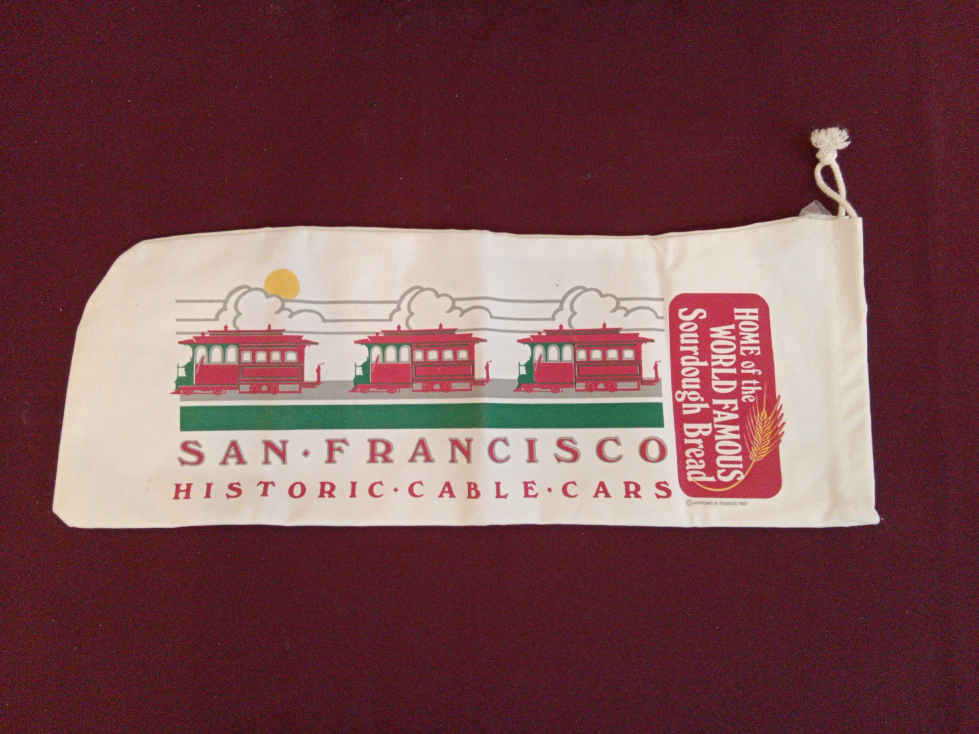 SAN·FRANCISCO
HISTORIC·CABLE·CARS
HOME of the
WORLD FAMOUS
Sourdough Bread